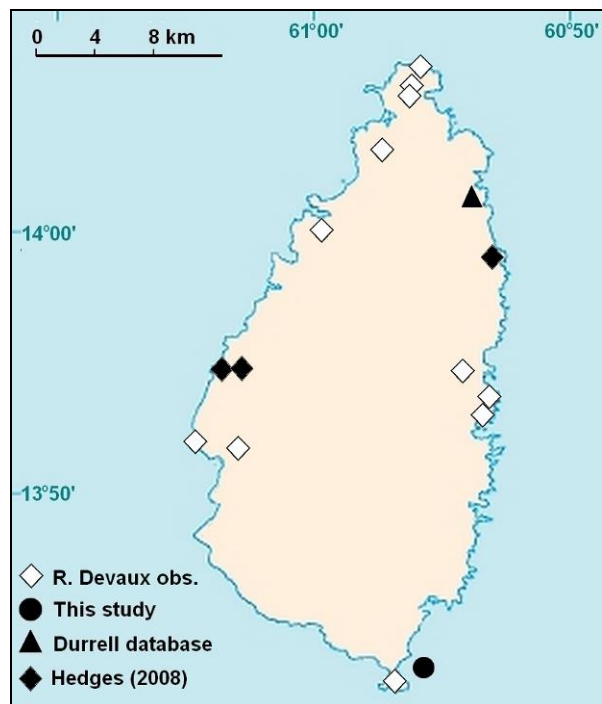 61°00' 60°50'
0 4 8 km
14°00'
13°50'
R. Devaux obs.
This study
Durrell database
Hedges (2008)